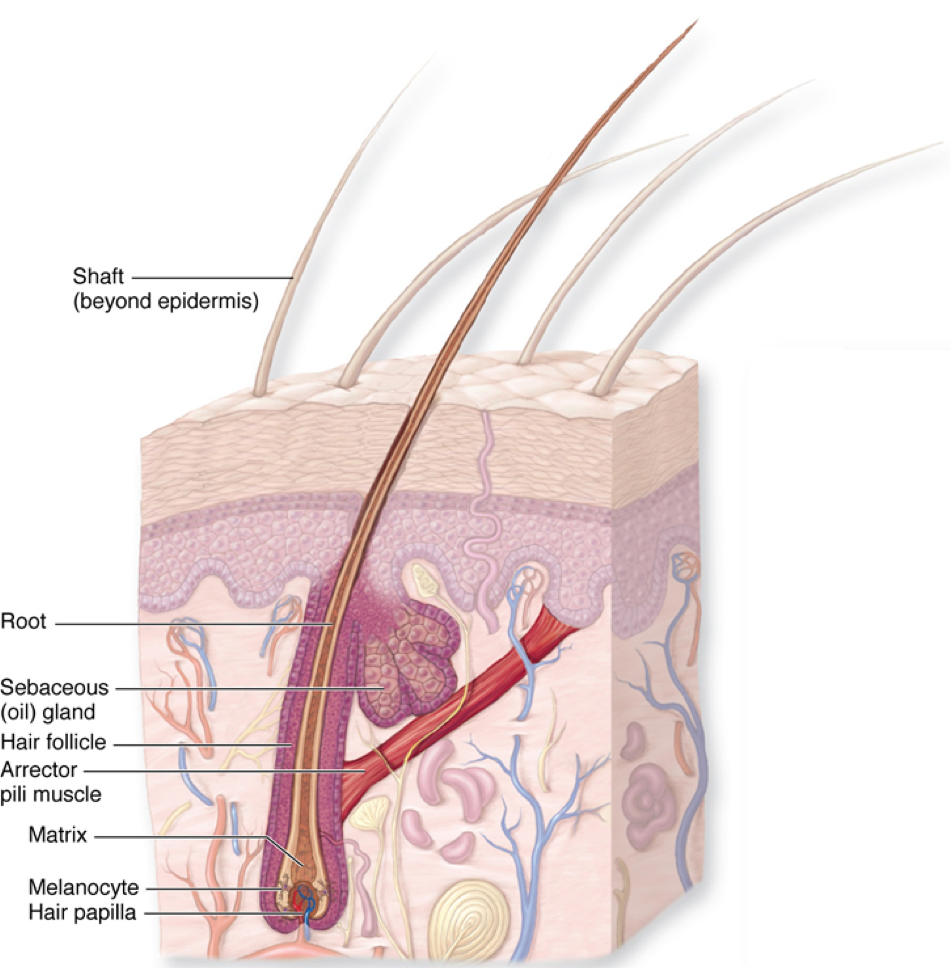 Shaft
(beyond epidermis)
Root
Sebaceous
(oil) gland
Hair follicle
Arrector
pili muscle
Matrix
Melanocyte
Hair papilla